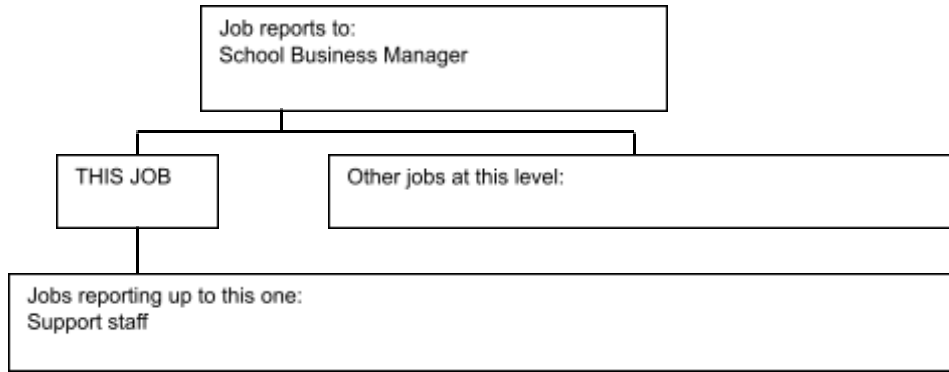 Job reports to:
School Business Manager
THIS JOB
Other jobs at this level:
Jobs reporting up to this one:
Support staff